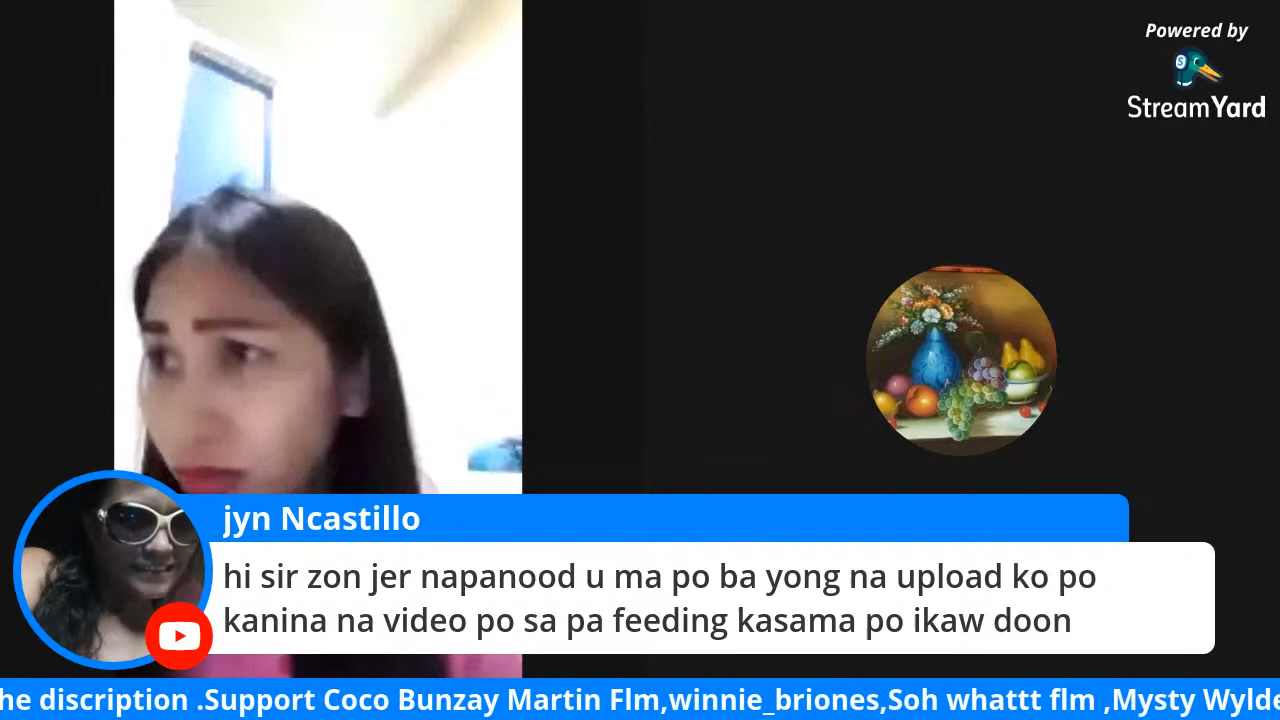 Powered by
StreamYard
jyn Ncastillo
hi sir zon jer napanood u ma po ba yong na upload ko po
kanina na video po sa pa feeding kasama po ikaw doon
he discription .Support Coco Bunzay Martin Flm,winnie_briones,Soh whattt flm ,Mysty Wylde